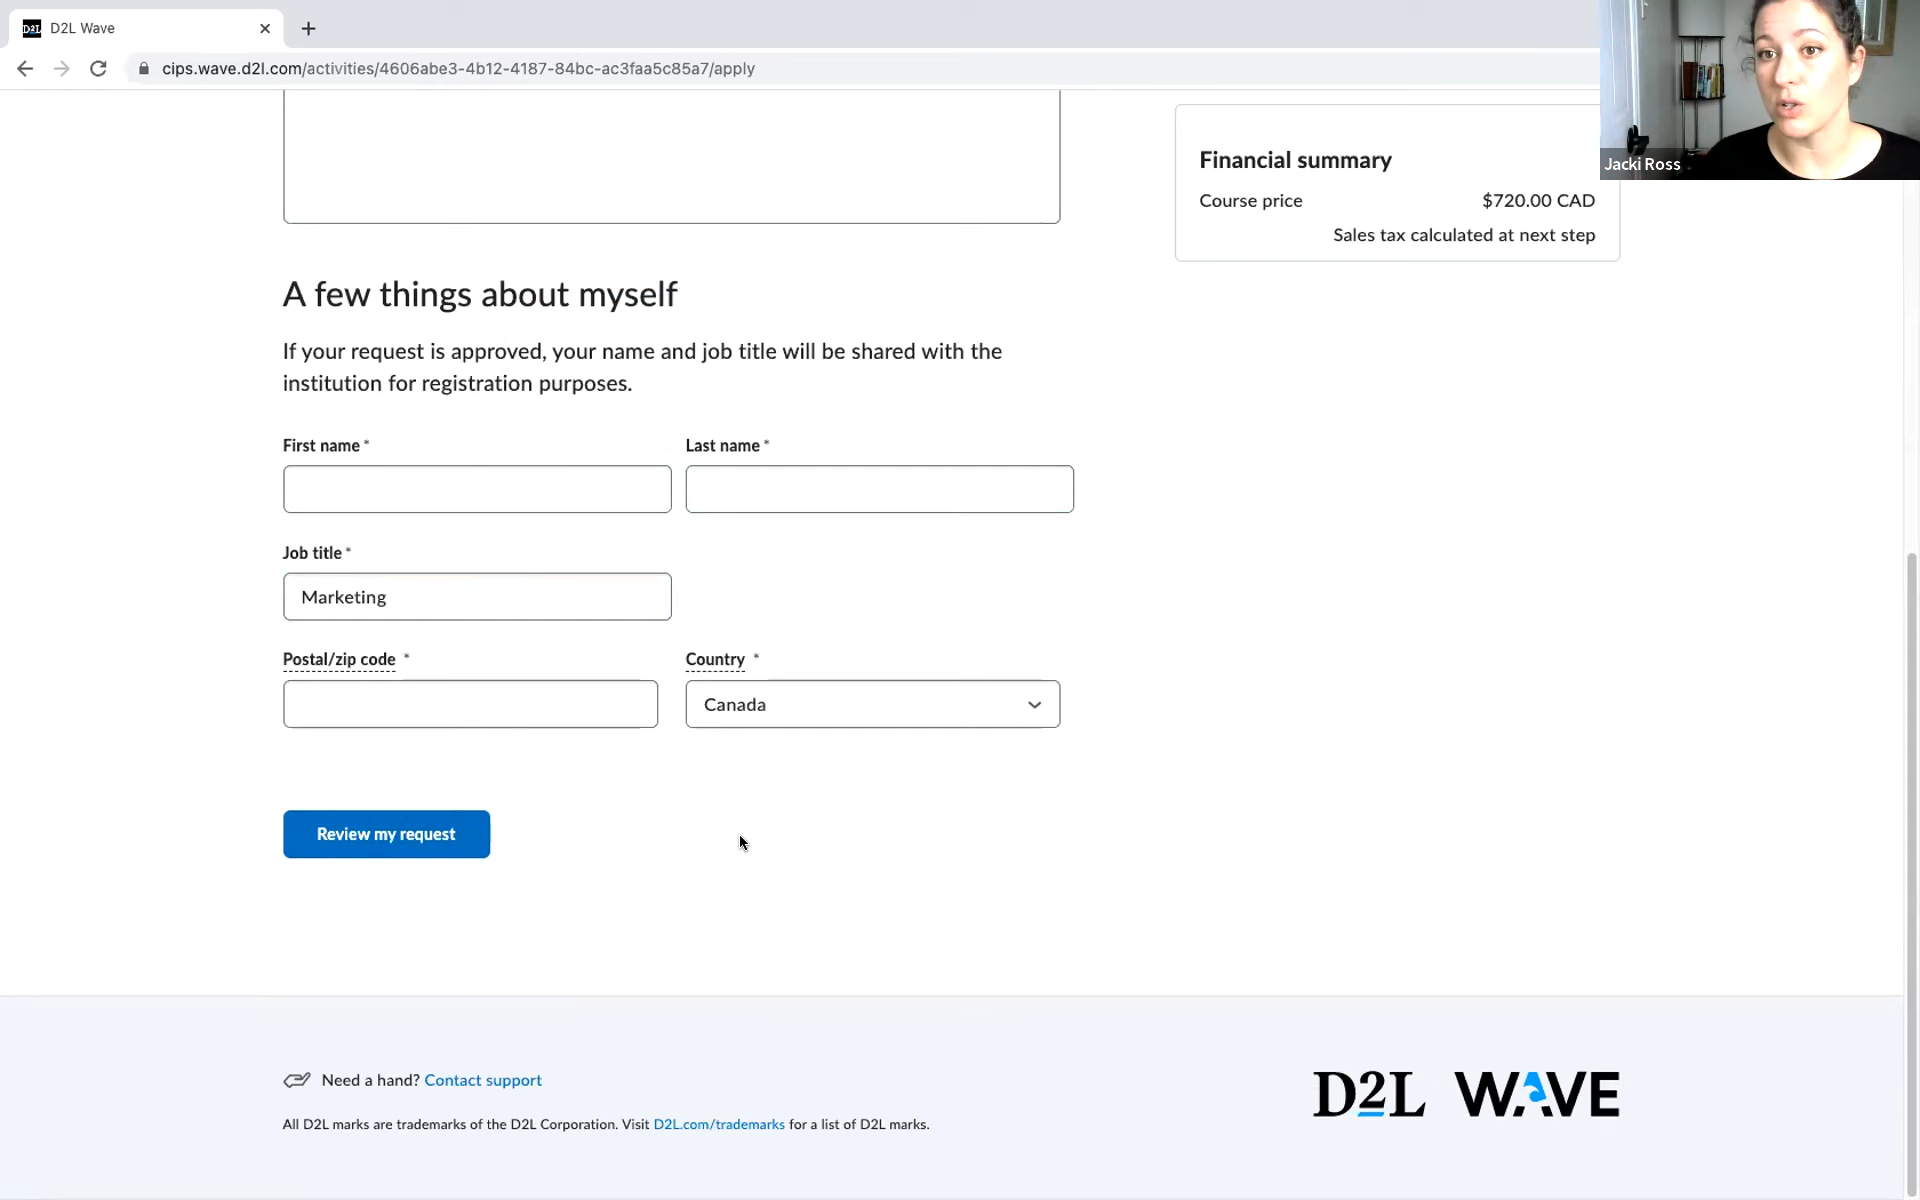 D2L Wave
cips.wave.d2l.com/activities/4606abe3-4b12-4187-84bc-ac3faa5c85a7/apply
Jacki Ross
Financial summary
Course price $720.00 CAD
Sales tax calculated at next step
A few things about myself
If your request is approved, your name and job title will be shared with the
institution for registration purposes.
First name * Last name *
Job title *
Marketing
Postal/zip code * Country *
Canada
Review my request
Need a hand? Contact support
All D2L marks are trademarks of the D2L Corporation. Visit D2L.com/trademarks for a list of D2L marks.
D2L WAVE